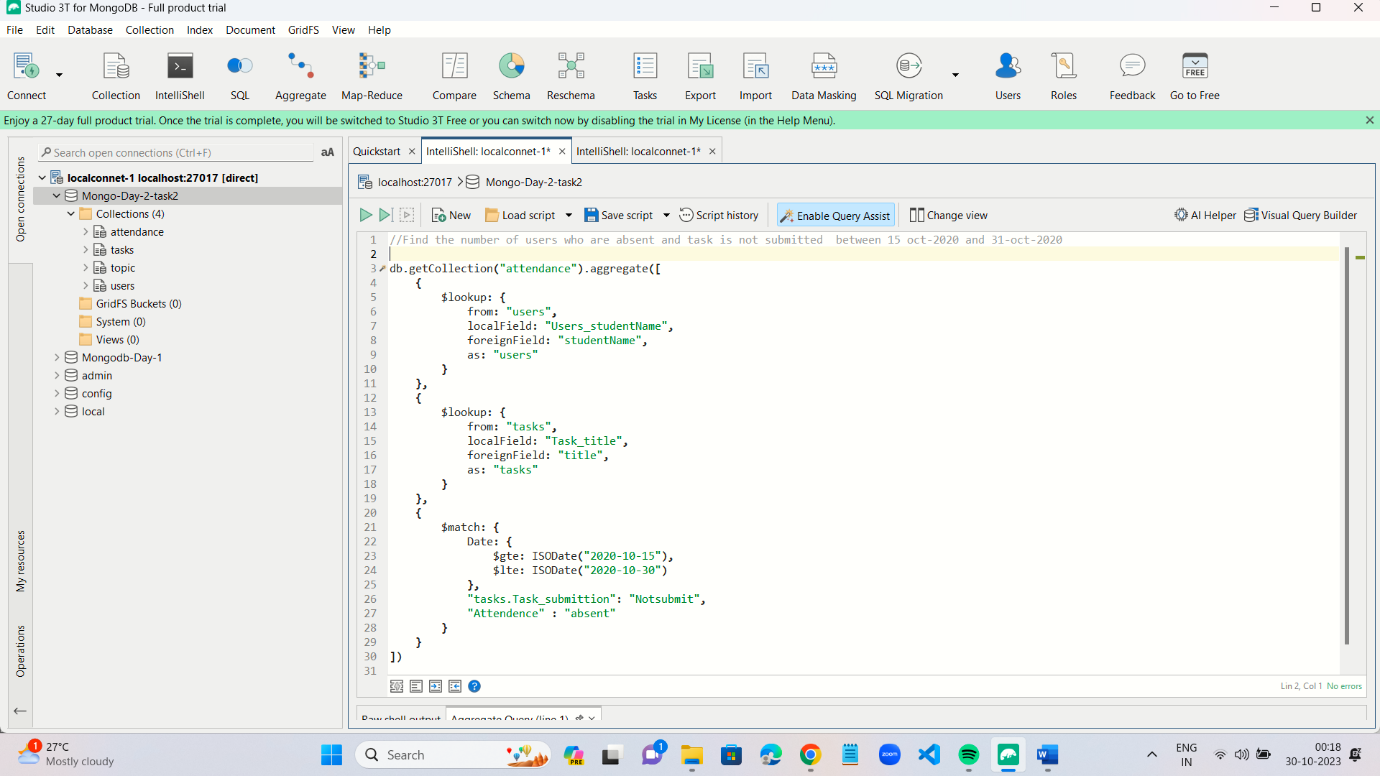 Studio 3T for MongoDB - Full product trial
File Edit Database Collection Index Document GridFS View Help
Connect Collection IntelliShell SQL Aggregate Map-Reduce Compare Schema Reschema Tasks Export Import Data Masking SQL Migration Users Roles Feedback FREE Go to Free
Enjoy a 27-day full product trial. Once the trial is complete, you will be switched to Studio 3T Free or you can switch now by disabling the trial in My License (in the Help Menu).
Open connections
My resources
Operations
Search open connections (Ctrl+F) aA
localconnet-1 localhost:27017 [direct]
Mongo-Day-2-task2
Collections (4)
attendance
tasks
topic
users
GridFS Buckets (0)
System (0)
Views (0)
Mongodb-Day-1
admin
config
local
Quickstart IntelliShell: localconnet-1* IntelliShell: localconnet-1*
localhost:27017 Mongo-Day-2-task2
New Load script Save script Script history Enable Query Assist Change view AI Helper Visual Query Builder
1 //Find the number of users who are absent and task is not submitted  between 15 oct-2020 and 31-oct-2020
2
3 db.getCollection("attendance").aggregate([
4 {
5 $lookup: {
6 from: "users",
7 localField: "Users_studentName",
8 foreignField: "studentName",
9 as: "users"
10 }
11 },
12 {
13 $lookup: {
14 from: "tasks",
15 localField: "Task_title",
16 foreignField: "title",
17 as: "tasks"
18 }
19 },
20 {
21 $match: {
22 Date: {
23 $gte: ISODate("2020-10-15"),
24 $lte: ISODate("2020-10-30")
25 },
26 "tasks.Task_submittion": "Notsubmit",
27 "Attendence" : "absent"
28 }
29 }
30 ])
31
Lin 2, Col 1 No errors
Raw shell output Aggregate Query (line 1)
1 27°C
Mostly cloudy
Search
PRE
1
zoom
ENG
IN
00:18
30-10-2023